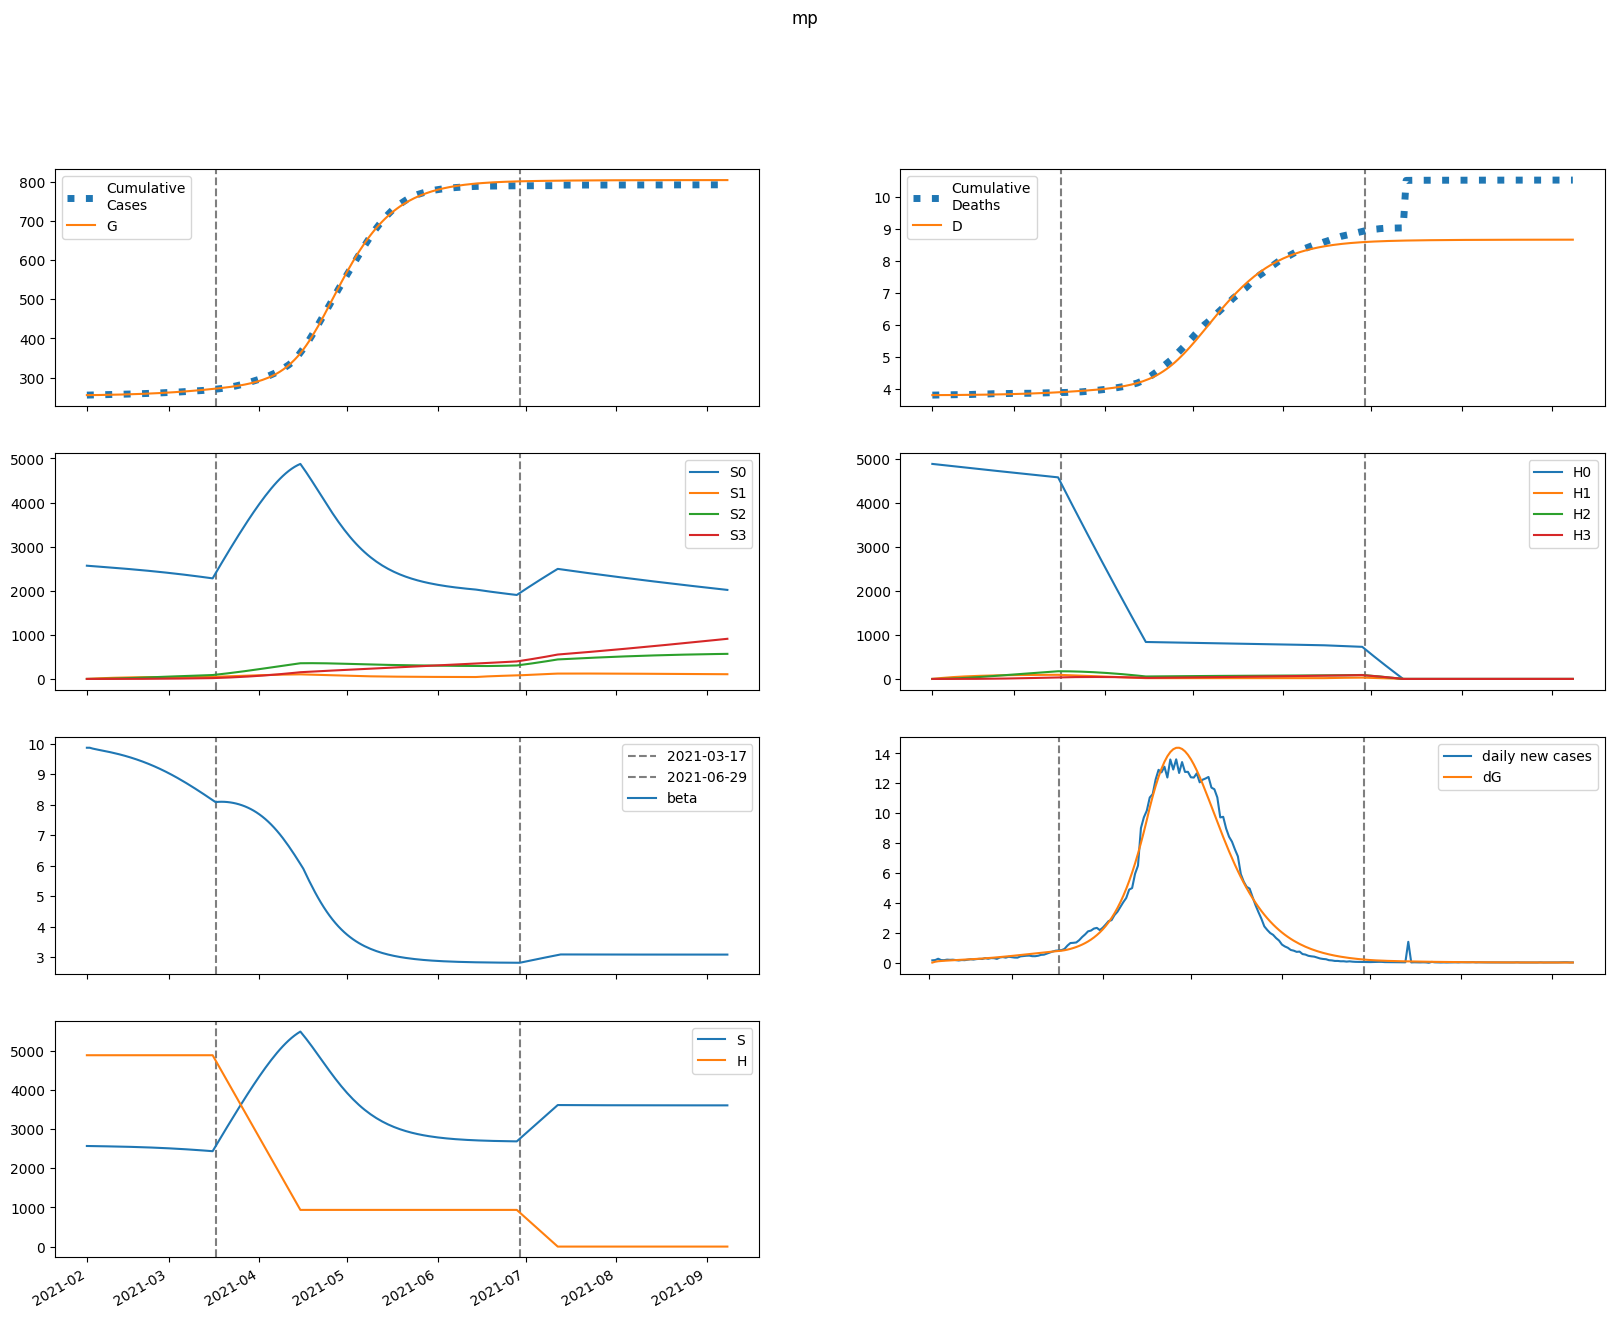 mp
Cumulative
Cases
G
800
700
600
500
400
300
Cumulative
Deaths
D
10
9
8
7
6
5
4
S0
S1
S2
S3
5000
4000
3000
2000
1000
0
H0
H1
H2
H3
5000
4000
3000
2000
1000
0
2021-03-17
2021-06-29
beta
10
9
8
7
6
5
4
3
daily new cases
dG
14
12
10
8
6
4
2
0
S
H
5000
4000
3000
2000
1000
0
2021-02
2021-03
2021-04
2021-05
2021-06
2021-07
2021-08
2021-09